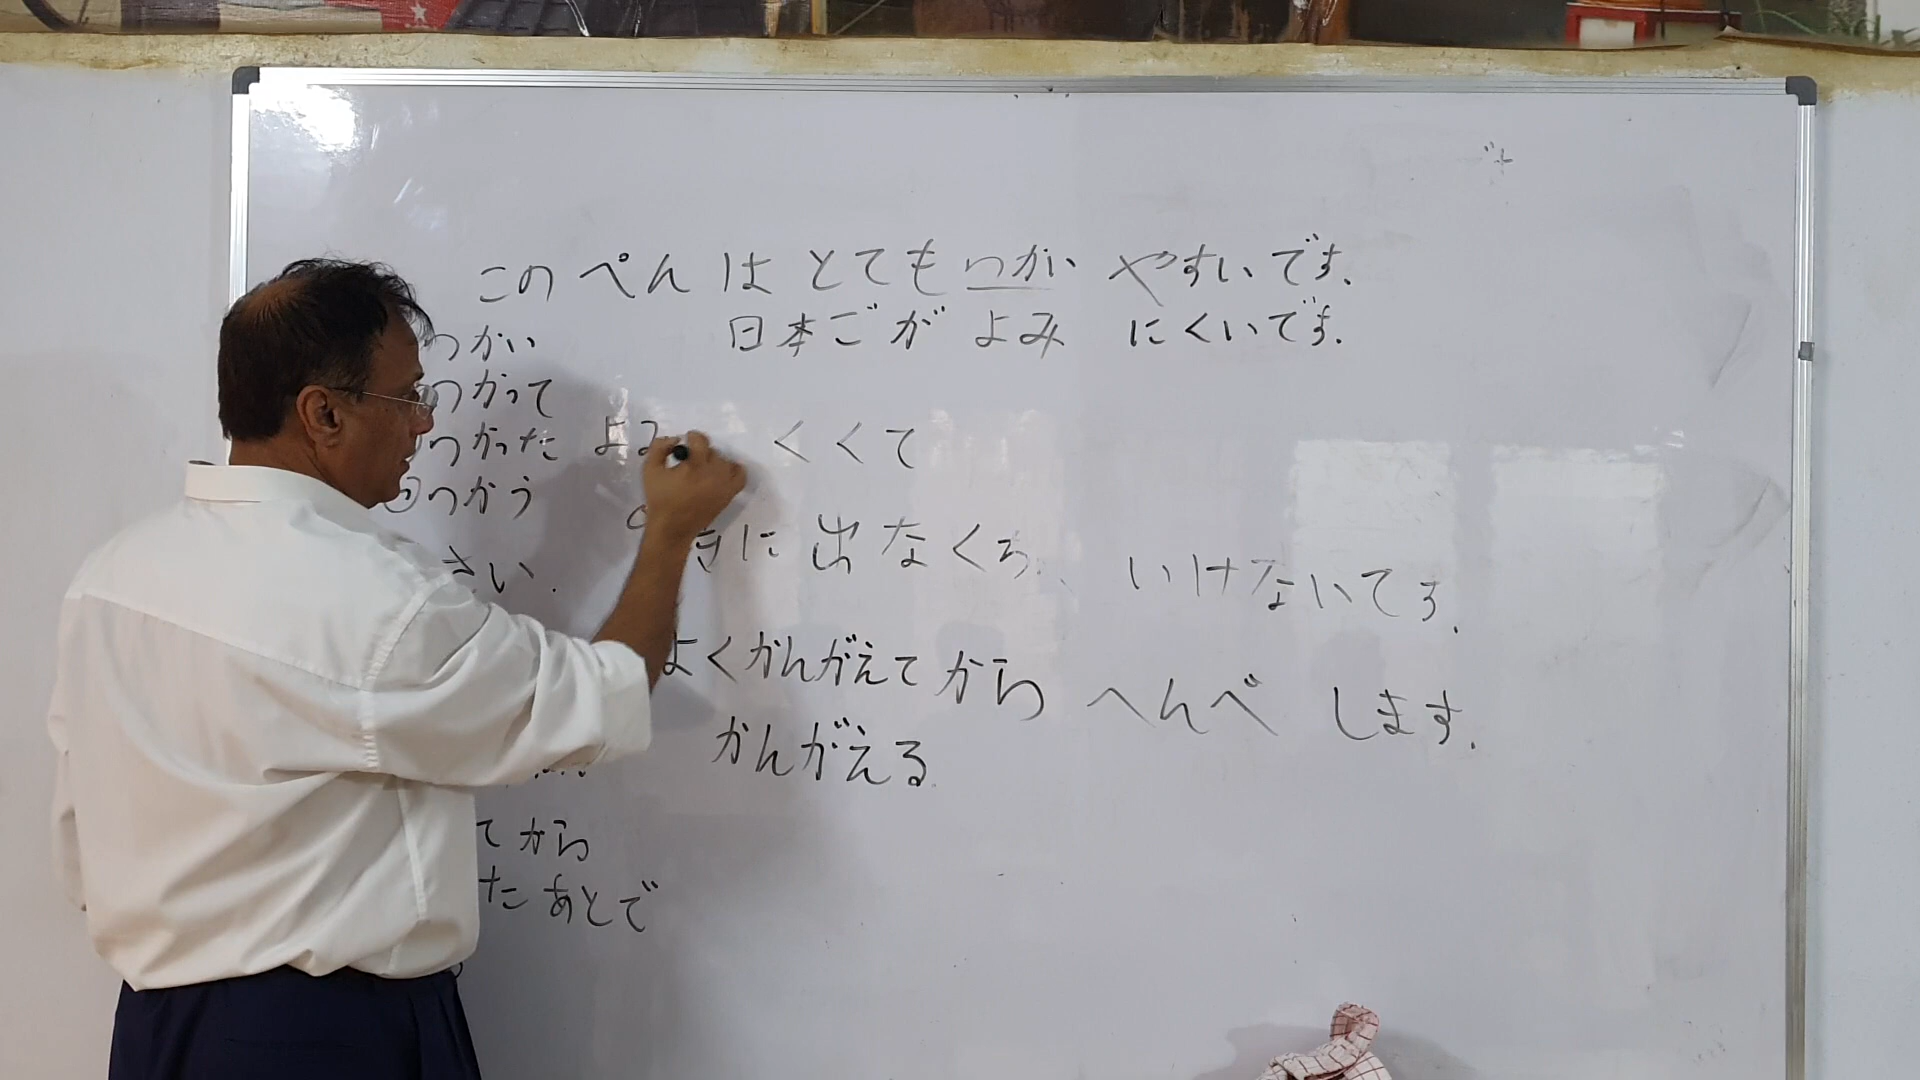 このぺんはとてもつかいやすいです.
日本ごがよみ にくいです.
つかい
つかって
つかった よみ くくて
つかう
きに出なくち いけないてす.
さい.
よくかんがえてから へんべ します.
かんがえる
てから
たあとで